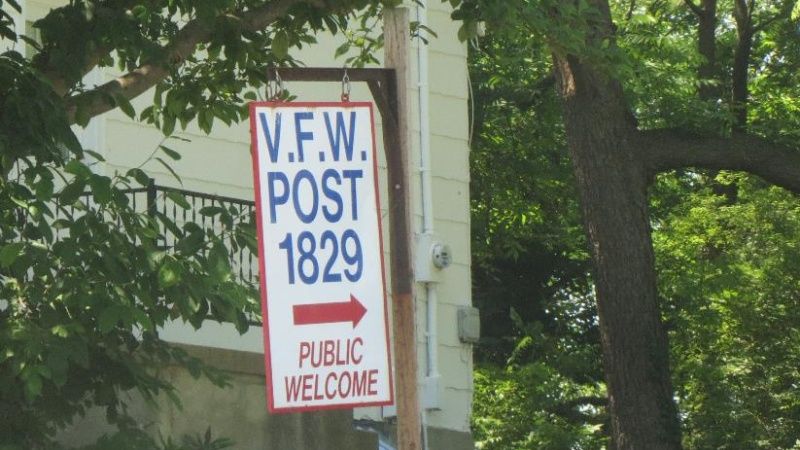 V.F.W.
POST
1829
PUBLIC
WELCOME